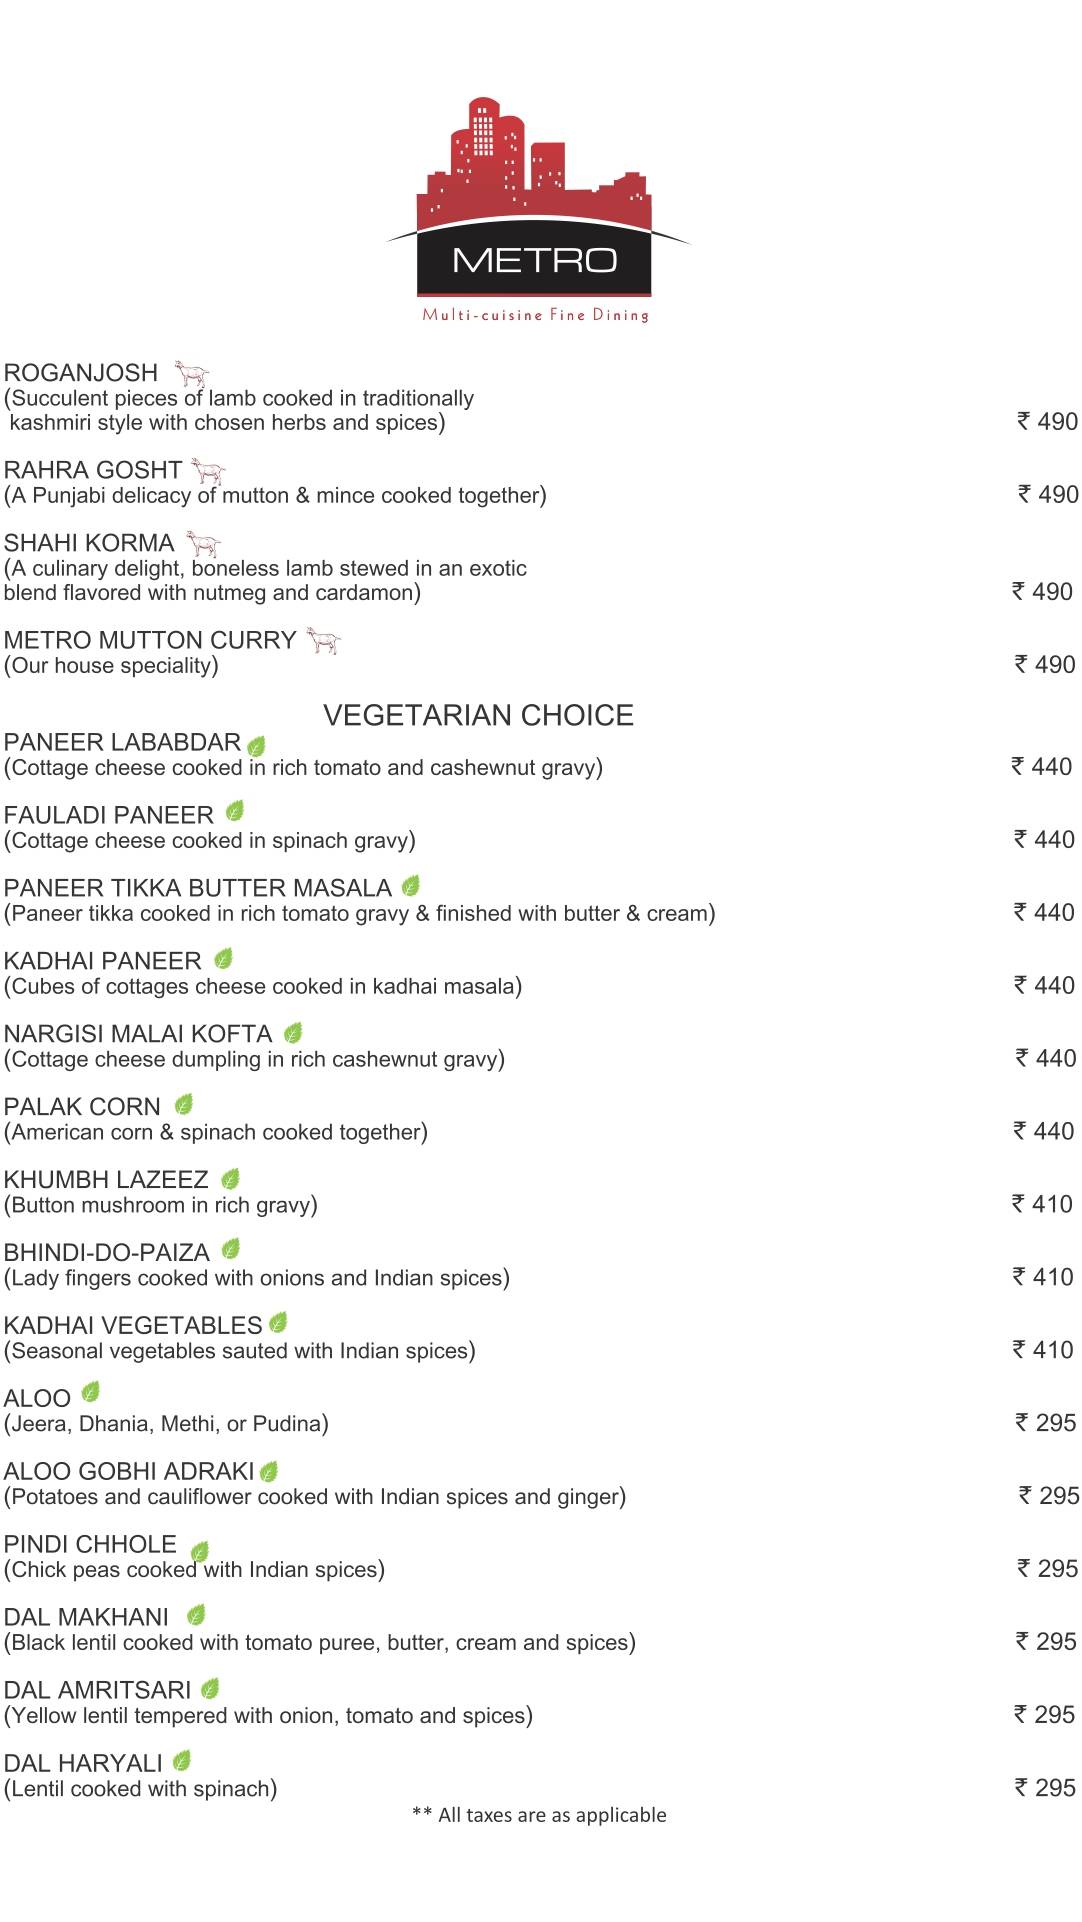 METRO
Multi-cuisine Fine Dining
ROGANJOSH
(Succulent pieces of lamb cooked in traditionally
kashmiri style with chosen herbs and spices) ₹ 490
RAHRA GOSHT
(A Punjabi delicacy of mutton & mince cooked together) ₹ 490
SHAHI KORMA
(A culinary delight, boneless lamb stewed in an exotic
blend flavored with nutmeg and cardamon) ₹ 490
METRO MUTTON CURRY
(Our house speciality) ₹ 490
VEGETARIAN CHOICE
PANEER LABABDAR
(Cottage cheese cooked in rich tomato and cashewnut gravy) ₹ 440
FAULADI PANEER
(Cottage cheese cooked in spinach gravy) ₹ 440
PANEER TIKKA BUTTER MASALA
(Paneer tikka cooked in rich tomato gravy & finished with butter & cream) ₹ 440
KADHAI PANEER
(Cubes of cottages cheese cooked in kadhai masala) ₹ 440
NARGISI MALAI KOFTA
(Cottage cheese dumpling in rich cashewnut gravy) ₹ 440
PALAK CORN
(American corn & spinach cooked together) ₹ 440
KHUMBH LAZEEZ
(Button mushroom in rich gravy) ₹ 410
BHINDI-DO-PAIZA
(Lady fingers cooked with onions and Indian spices) ₹ 410
KADHAI VEGETABLES
(Seasonal vegetables sauted with Indian spices) ₹ 410
ALOO
(Jeera, Dhania, Methi, or Pudina) ₹ 295
ALOO GOBHI ADRAKI
(Potatoes and cauliflower cooked with Indian spices and ginger) ₹ 295
PINDI CHHOLE
(Chick peas cooked with Indian spices) ₹ 295
DAL MAKHANI
(Black lentil cooked with tomato puree, butter, cream and spices) ₹ 295
DAL AMRITSARI
(Yellow lentil tempered with onion, tomato and spices) ₹ 295
DAL HARYALI
(Lentil cooked with spinach) ₹ 295
** All taxes are as applicable